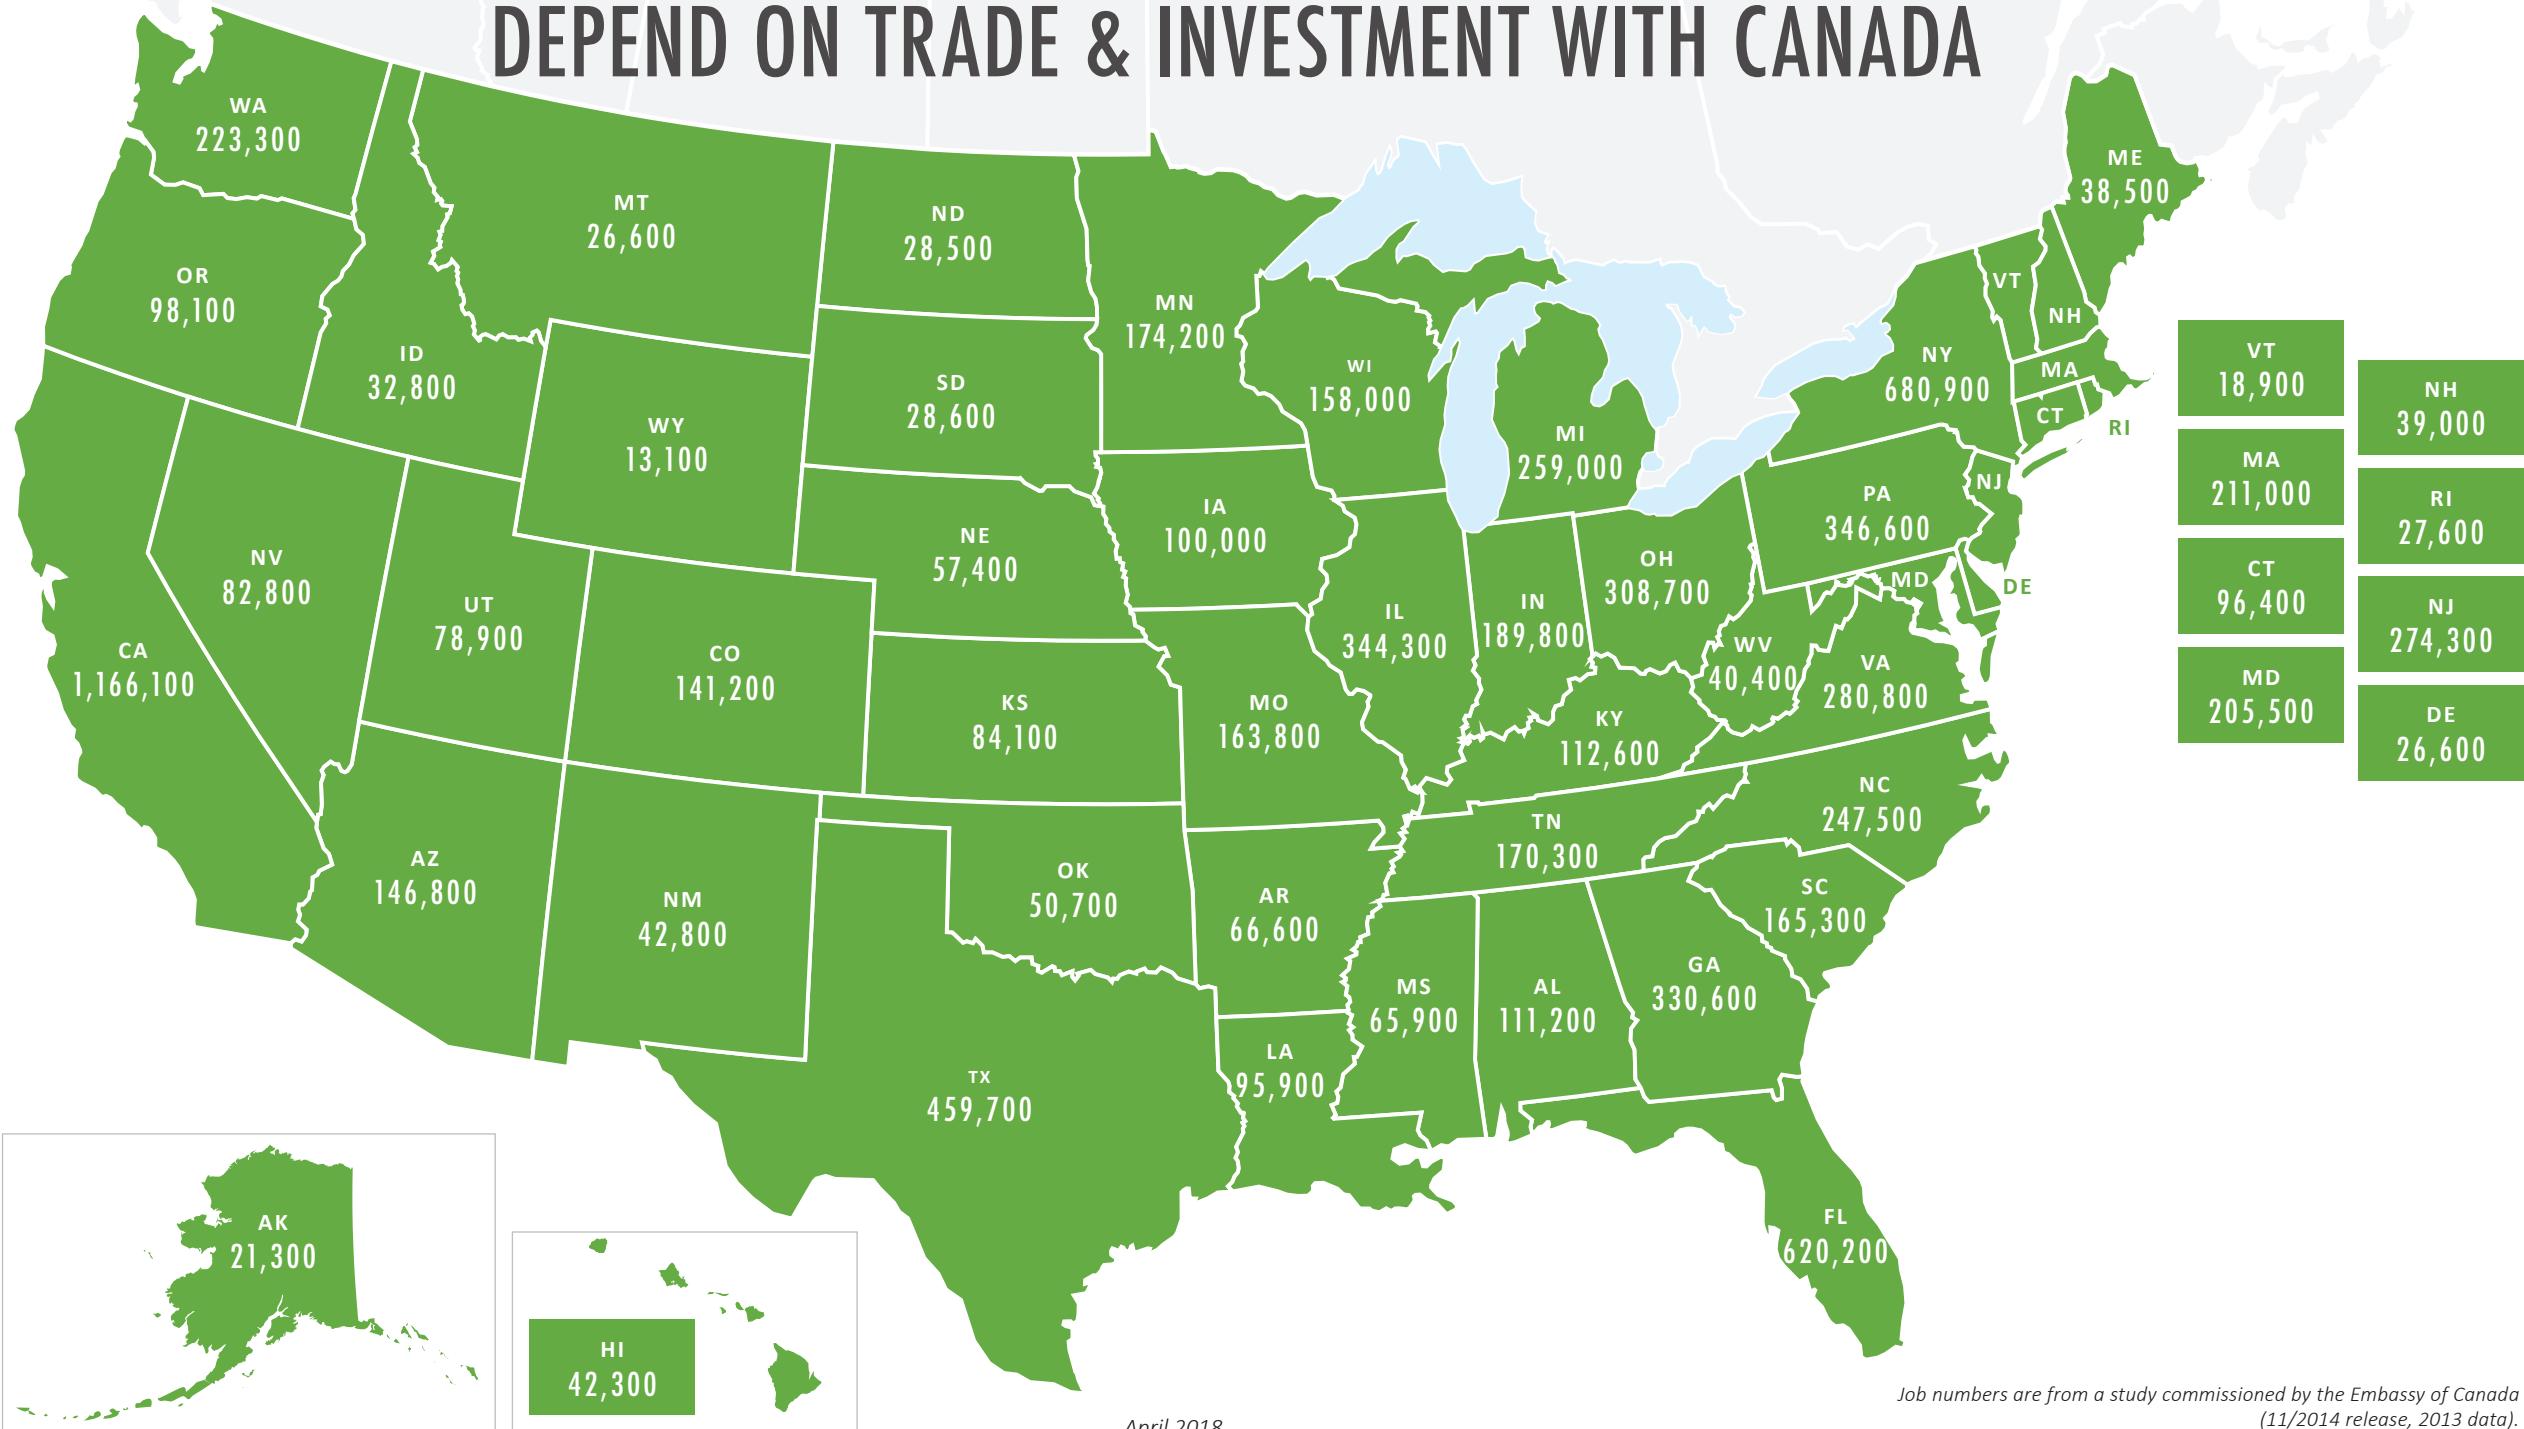 DEPEND ON TRADE & INVESTMENT WITH CANADA
WA
223,300
OR
98,100
CA
1,166,100
NV
82,800
ID
32,800
MT
26,600
WY
13,100
UT
78,900
CO
141,200
AZ
146,800
NM
42,800
ND
28,500
SD
28,600
NE
57,400
KS
84,100
OK
50,700
TX
459,700
MN
174,200
IA
100,000
MO
163,800
AR
66,600
LA
95,900
WI
158,000
IL
344,300
MI
259,000
IN
189,800
OH
308,700
KY
112,600
TN
170,300
MS
65,900
AL
111,200
GA
330,600
FL
620,200
SC
165,300
NC
247,500
VA
280,800
WV
40,400
PA
346,600
NY
680,900
ME
38,500
VT
NH
MA
CT
RI
NJ
DE
MD
VT
18,900
NH
39,000
MA
211,000
RI
27,600
CT
96,400
NJ
274,300
MD
205,500
DE
26,600
AK
21,300
HI
42,300
April 2018
Job numbers are from a study commissioned by the Embassy of Canada
(11/2014 release, 2013 data).